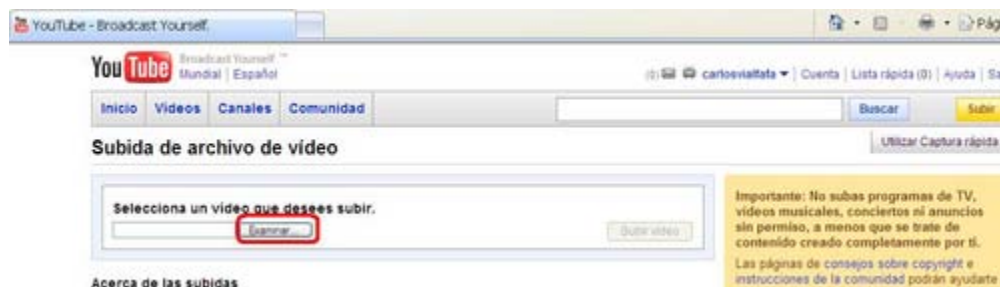 YouTube - Broadcast Yourself.
Pág
You Tube Broadcast Yourself ™
Mundial | Español
(0) carlosvialfafa ▼ | Cuenta | Lista rápida (0) | Ayuda | Sa
Inicio Videos Canales Comunidad
Buscar Subir
Subida de archivo de vídeo
Utilizar Captura rápida
Selecciona un vídeo que desees subir.
Examinar... Subir vídeo
Importante: No subas programas de TV,
vídeos musicales, conciertos ni anuncios
sin permiso, a menos que se trate de
contenido creado completamente por ti.
Las páginas de consejos sobre copyright e
instrucciones de la comunidad podrán ayudarte
Acerca de las subidas